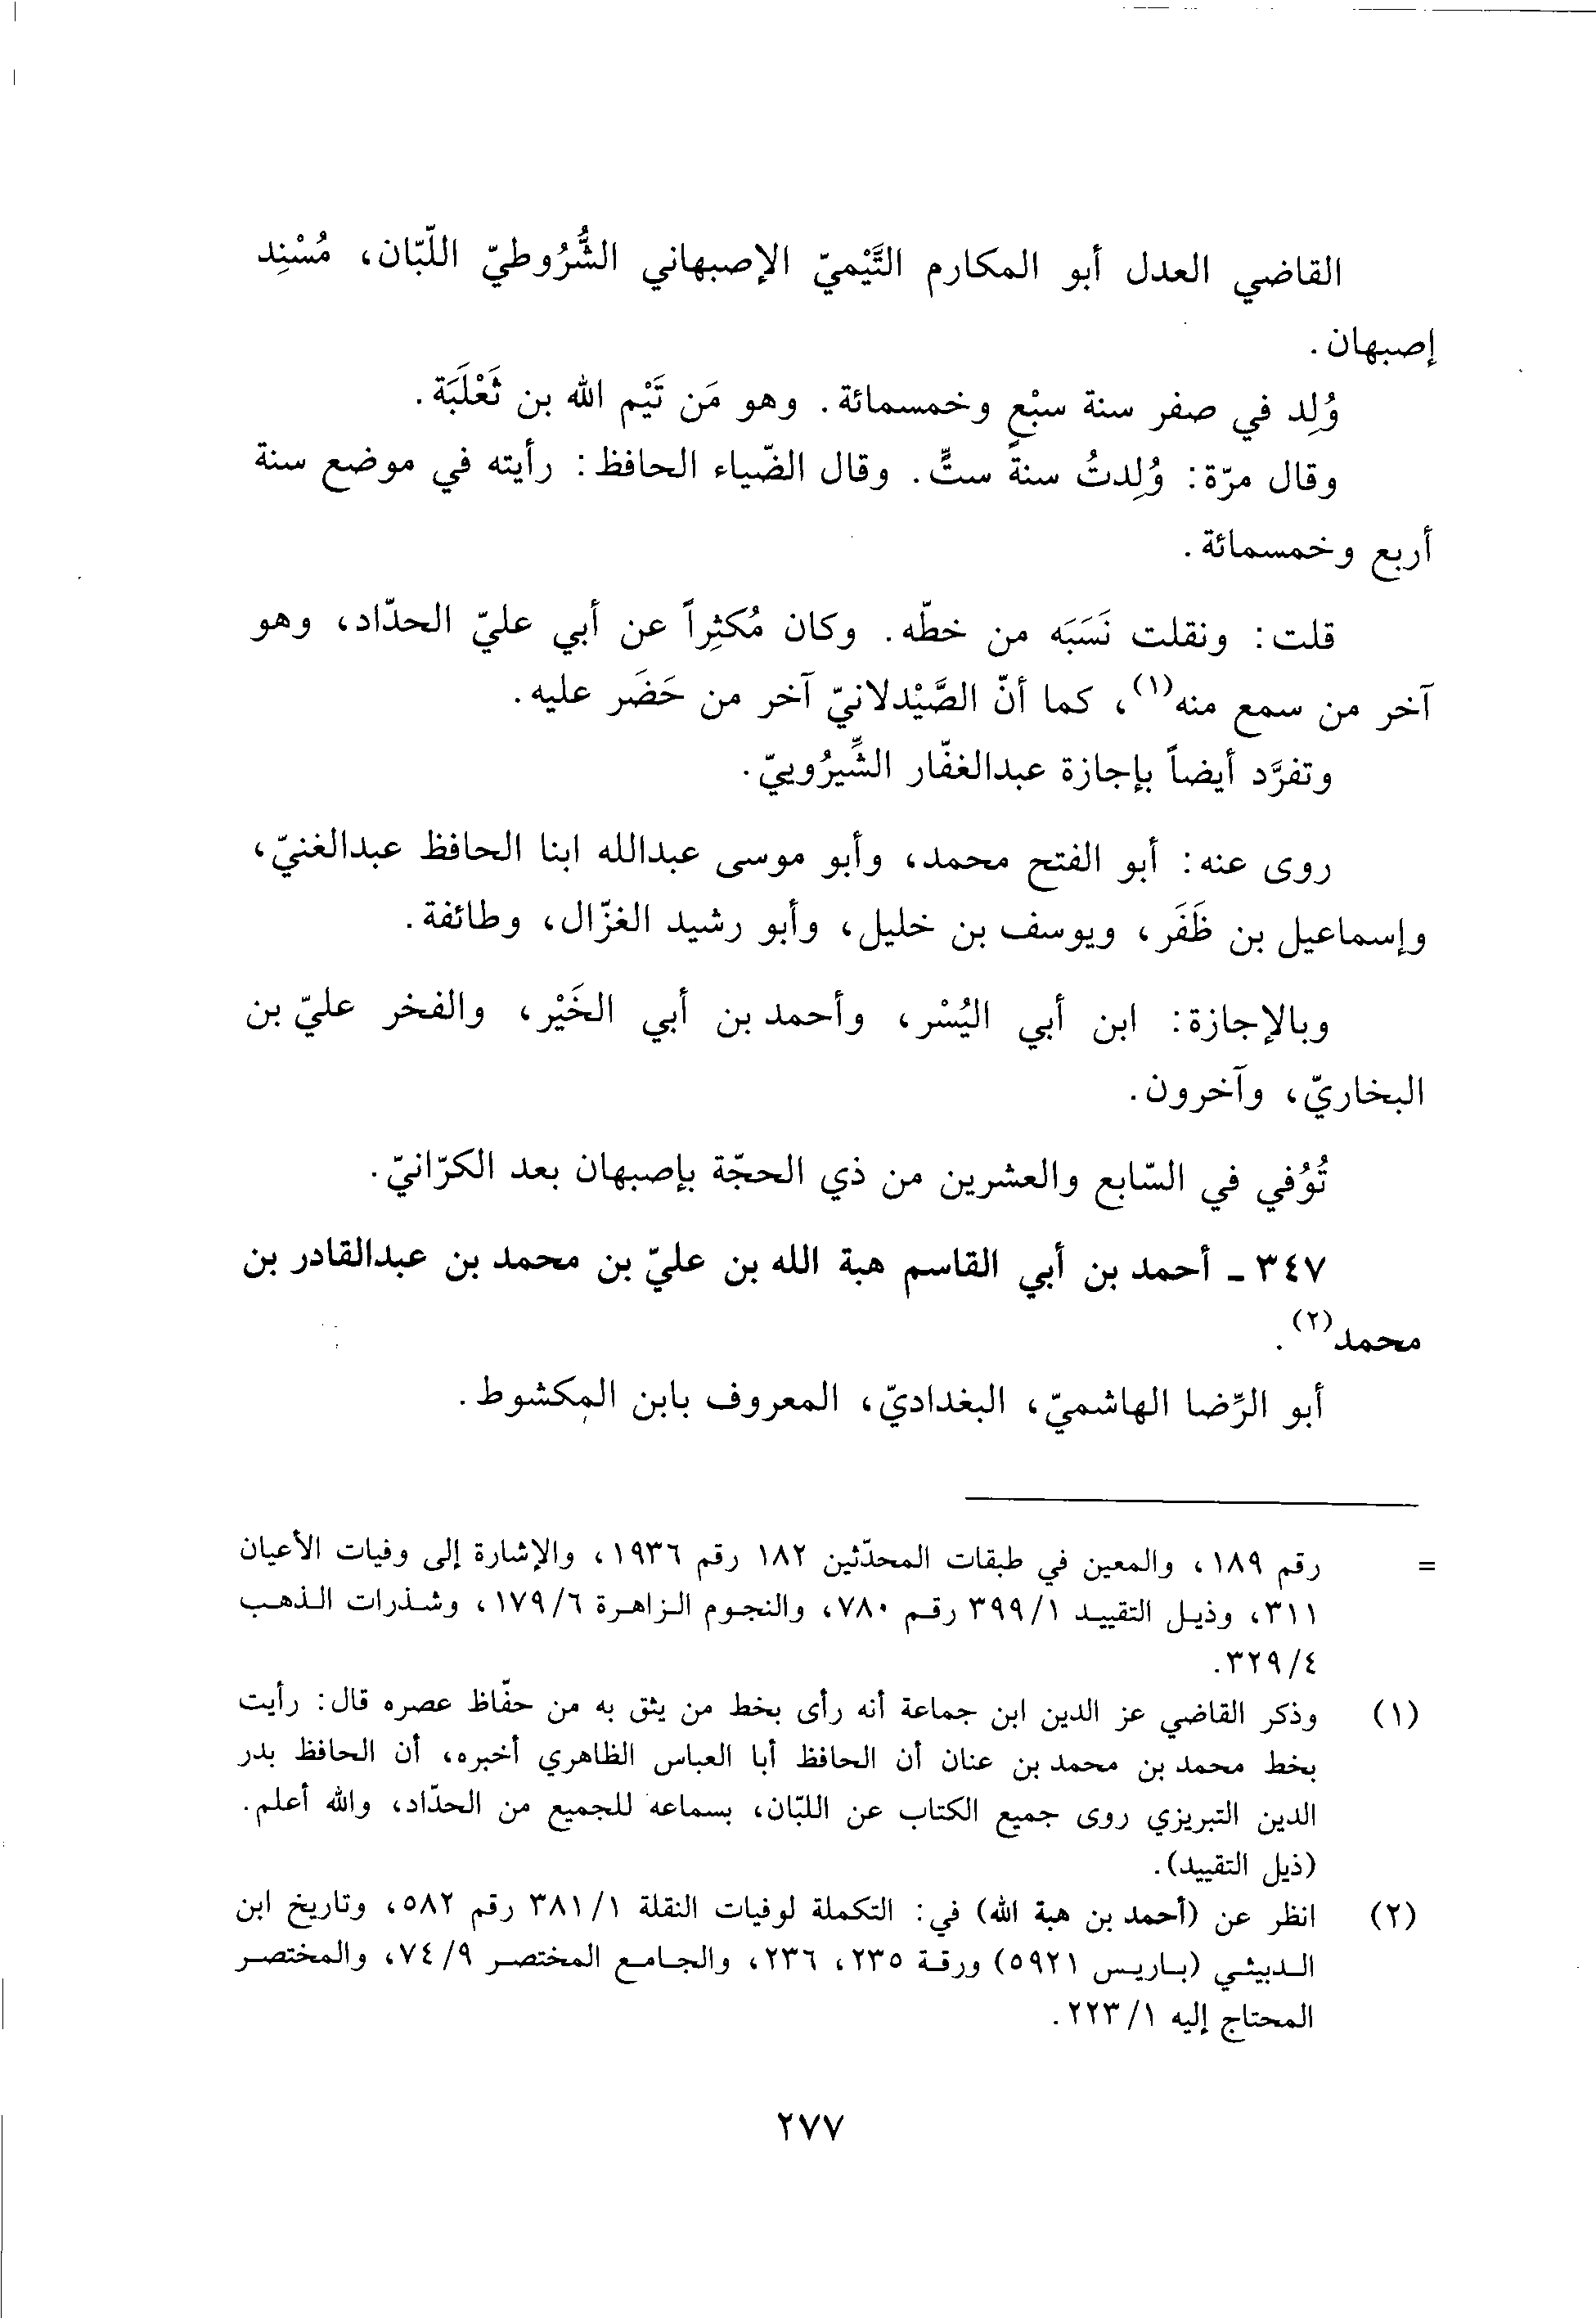 القاضي العدل أبو المكارم التَّيْميّ الإصبهاني الشُّرُوطيّ اللّبّان، مُسْنِد
إصبهان.
وُلِد في صفر سنة سبْع وخمسمائة. وهو مَن تَيْم الله بن ثَعْلَبَة.
وقال مرّة: وُلِدتُ سنةً ستٍّ. وقال الضّياء الحافظ: رأيته في موضع سنة
أربع وخمسمائة.
قلت: ونقلت نَسَبَه من خطّه. وكان مُكثِراً عن أبي عليّ الحدّاد، وهو
آخر من سمع منه(١)، كما أنّ الصَّيْدلانيّ آخر من حَضَر عليه.
وتفرَّد أيضاً بإجازة عبدالغفّار الشِّيرُوييّ.
روى عنه: أبو الفتح محمد، وأبو موسى عبدالله ابنا الحافظ عبدالغنيّ،
وإسماعيل بن ظَفَر، ويوسف بن خليل، وأبو رشيد الغزّال، وطائفة.
وبالإجازة: ابن أبي اليُسْر، وأحمد بن أبي الخَيْر، والفخر عليّ بن
البخاريّ، وآخرون.
تُوُفي في السّابع والعشرين من ذي الحجّة بإصبهان بعد الكرّانيّ.
٣٤٧ - أحمد بن أبي القاسم هبة الله بن عليّ بن محمد بن عبدالقادر بن
محمد(٢).
أبو الرِّضا الهاشميّ، البغداديّ، المعروف بابن المكشوط.
= رقم ١٨٩، والمعين في طبقات المحدّثين ١٨٢ رقم ١٩٣٦، والإشارة إلى وفيات الأعيان
٣١١، وذيل التقييد ١/ ٣٩٩ رقم ٧٨٠، والنجوم الزاهرة ٦/ ١٧٩، وشذرات الذهب
٤/ ٣٢٩.
(١) وذكر القاضي عز الدين ابن جماعة أنه رأى بخط من يثق به من حفّاظ عصره قال: رأيت
بخط محمد بن محمد بن عنان أن الحافظ أبا العباس الظاهري أخبره، أن الحافظ بدر
الدين التبريزي روى جميع الكتاب عن اللبّان، بسماعه للجميع من الحدّاد، والله أعلم.
(ذيل التقييد).
(٢) انظر عن (أحمد بن هبة الله) في: التكملة لوفيات النقلة ١/ ٣٨١ رقم ٥٨٢، وتاريخ ابن
الدبيثي (باريس ٥٩٢١) ورقة ٢٣٥، ٢٣٦، والجامع المختصر ٩/ ٧٤، والمختصر
المحتاج إليه ١/ ٢٢٣.
٢٧٧